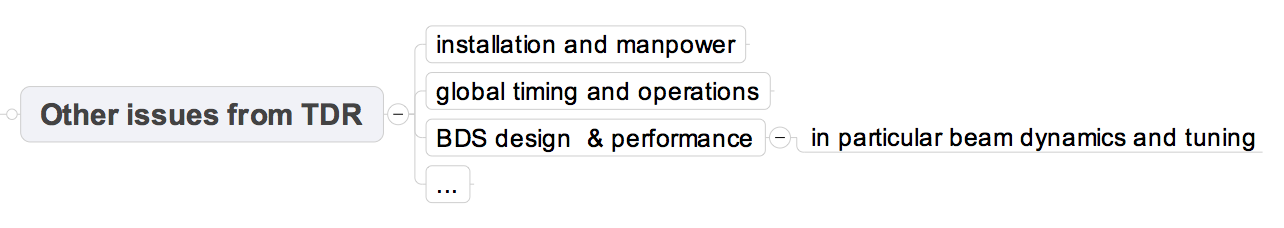 Other issues from TDR
installation and manpower
global timing and operations
BDS design & performance
in particular beam dynamics and tuning
...